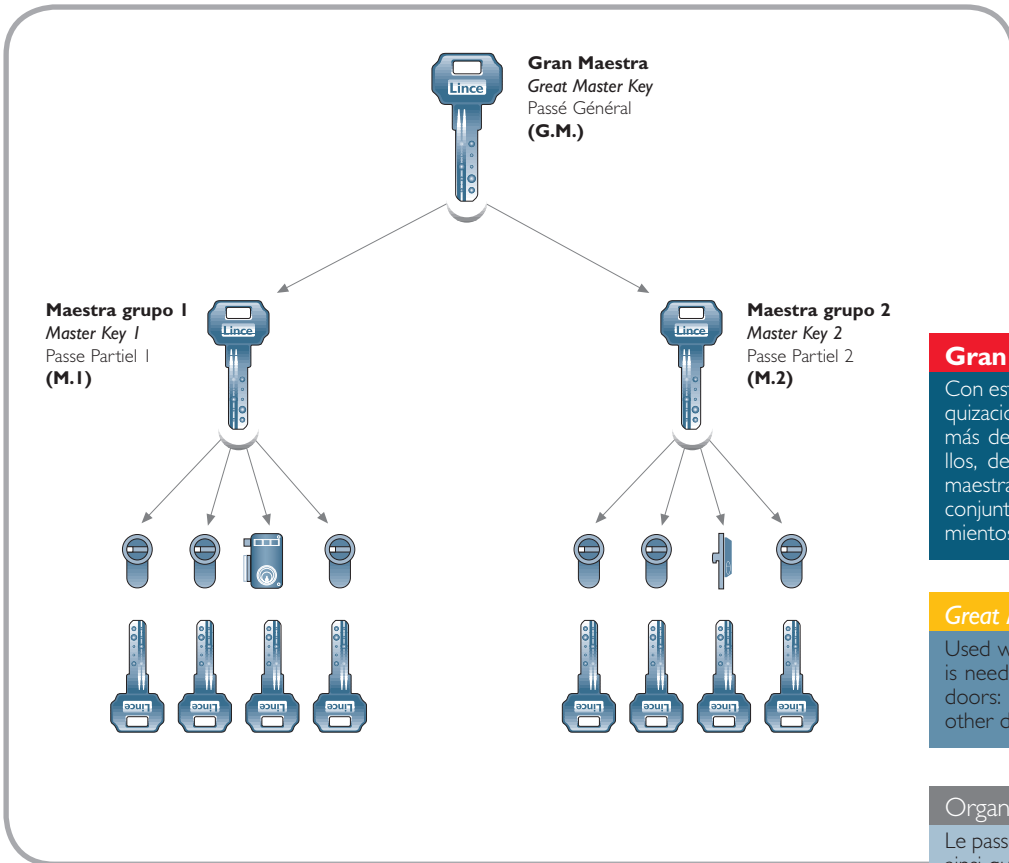 Lince
Gran Maestra
Great Master Key
Passé Général
(G.M.)
Maestra grupo 1
Master Key 1
Passe Partiel 1
(M.1)
Lince
Lince
Maestra grupo 2
Master Key 2
Passe Partiel 2
(M.2)
Lince
Lince
Lince
Lince
Lince
Lince
Lince
Lince
Gran
Con es
quizacio
más de
llos, de
maestra
conjunt
mientos
Great
Used w
is need
doors:
other d
Organ
Le pass